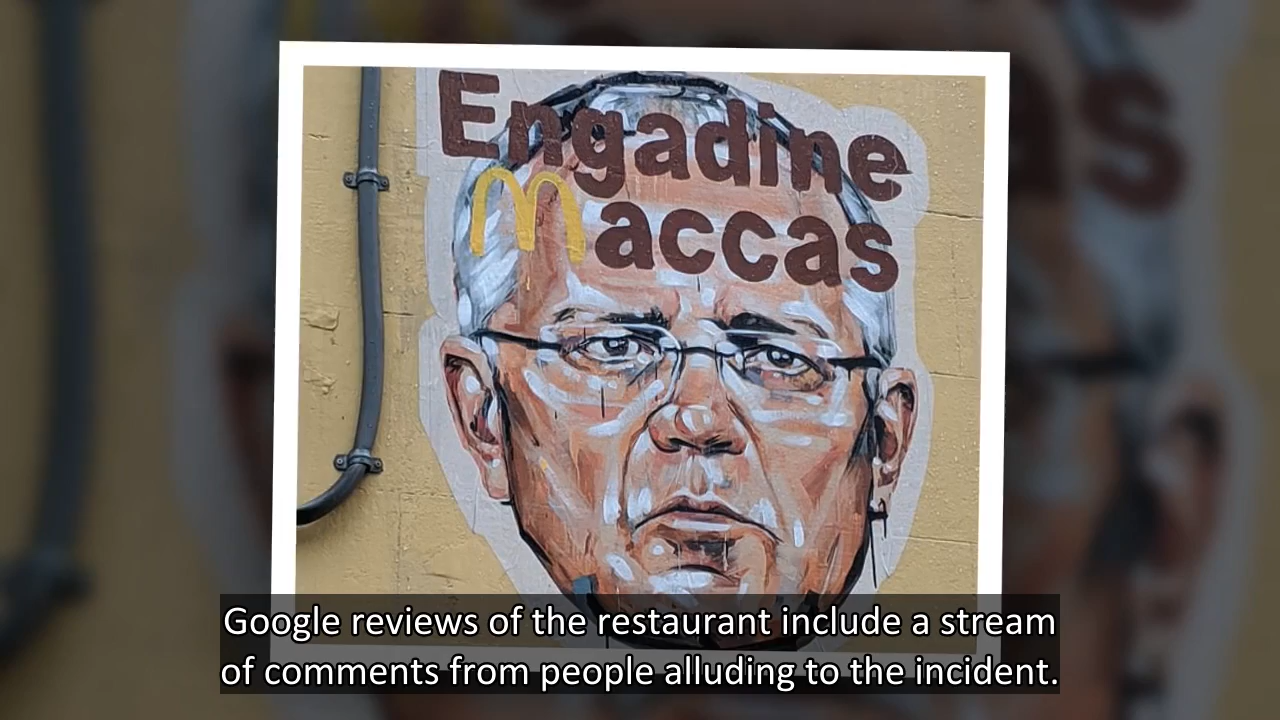 Engadine
Maccas
Google reviews of the restaurant include a stream
of comments from people alluding to the incident.